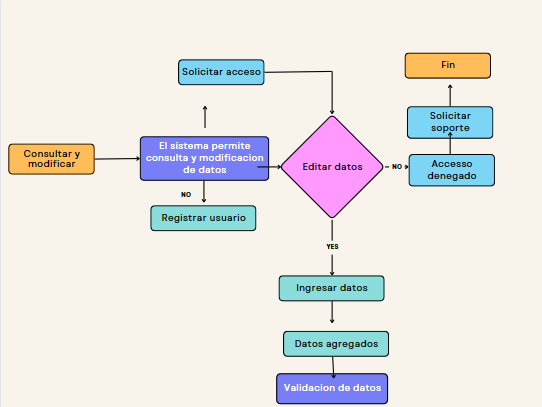 Fin
Solicitar acceso
Solicitar
soporte
Consultar y
modificar
El sistema permite
consulta y modificacion
de datos
Editar datos
NO
Accesso
denegado
NO
Registrar usuario
YES
Ingresar datos
Datos agregados
Validacion de datos